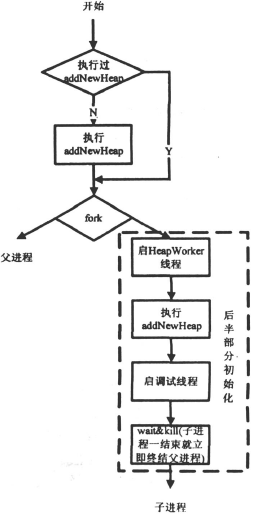 开始
执行过
addNewHeap
N
执行
addNewHeap
Y
fork
父进程
启HeapWorker
线程
执行
addNewHeap
启调试线程
wait&kill(子进
程一结束就立
即终结父进程)
后
半
部
分
初
始
化
子进程